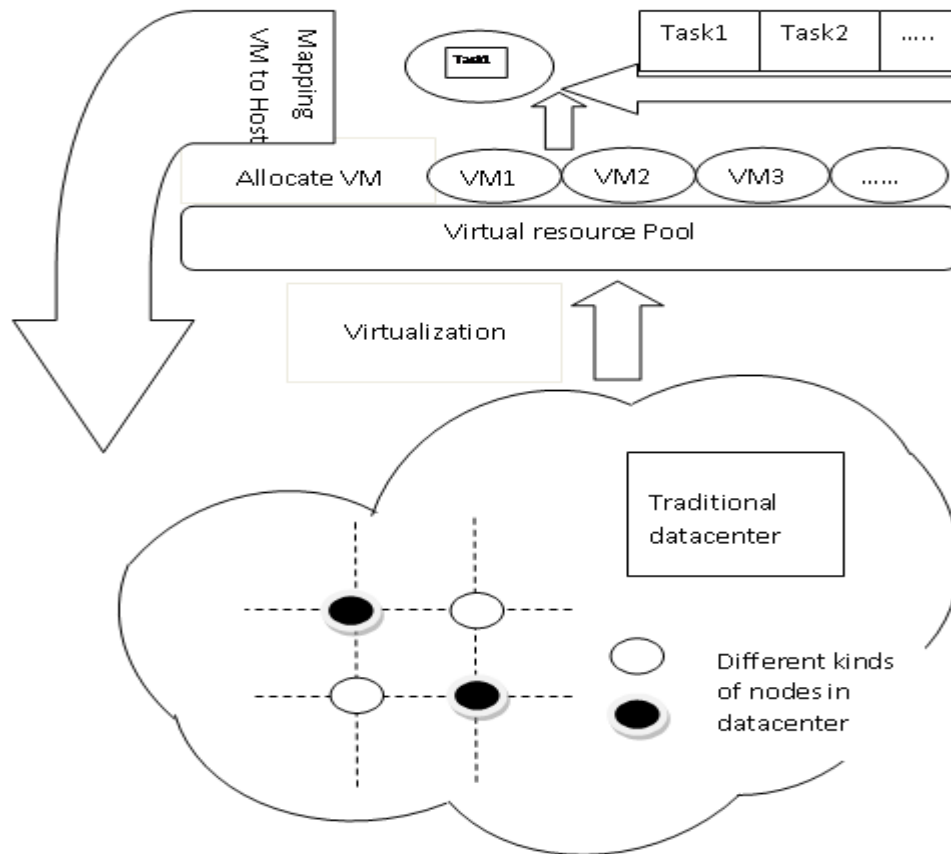 Mapping
VM to Host
Task1
Task1
Task2
.....
Allocate VM
VM1
VM2
VM3
......
Virtual resource Pool
Virtualization
Traditional
datacenter
Different kinds
of nodes in
datacenter